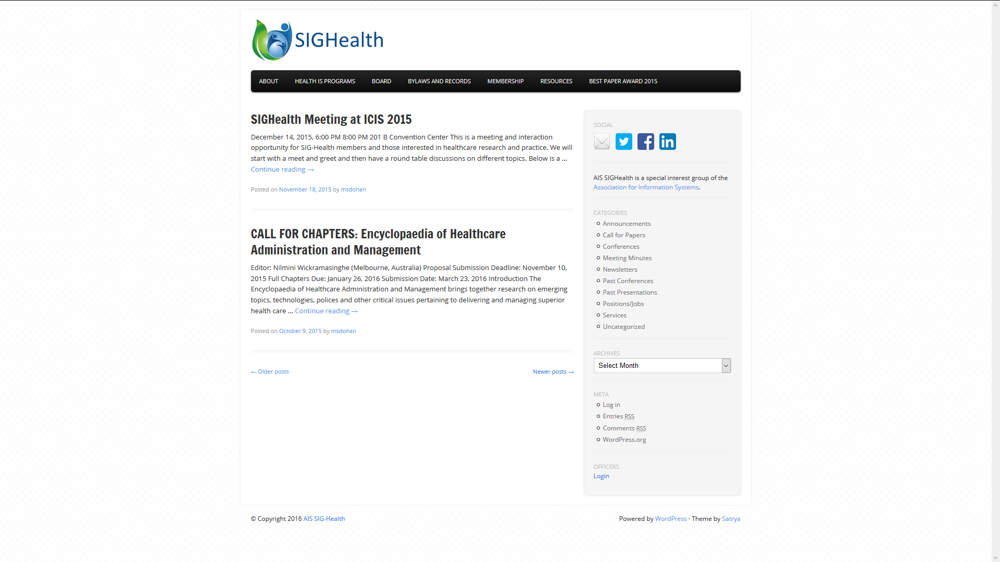 SIGHealth
ABOUT HEALTH IS PROGRAMS BOARD BYLAWS AND RECORDS MEMBERSHIP RESOURCES BEST PAPER AWARD 2015
SIGHealth Meeting at ICIS 2015
December 14, 2015, 6:00 PM 8:00 PM 201 B Convention Center This is a meeting and interaction
opportunity for SIG-Health members and those interested in healthcare research and practice. We will
start with a meet and greet and then have a round table discussions on different topics. Below is a …
Continue reading →
Posted on November 18, 2015 by msdohan
CALL FOR CHAPTERS: Encyclopaedia of Healthcare
Administration and Management
Editor: Nilmini Wickramasinghe (Melbourne, Australia) Proposal Submission Deadline: November 10,
2015 Full Chapters Due: January 26, 2016 Submission Date: March 23, 2016 Introduction The
Encyclopaedia of Healthcare Administration and Management brings together research on emerging
topics, technologies, polices and other critical issues pertaining to delivering and managing superior
health care … Continue reading →
Posted on October 9, 2015 by msdohan
← Older posts
Newer posts →
SOCIAL
AIS SIGHealth is a special interest group of the
Association for Information Systems.
CATEGORIES
Announcements
Call for Papers
Conferences
Meeting Minutes
Newsletters
Past Conferences
Past Presentations
Positions/Jobs
Services
Uncategorized
ARCHIVES
Select Month
META
Log in
Entries RSS
Comments RSS
WordPress.org
OFFICERS
Login
© Copyright 2016 AIS SIG-Health
Powered by WordPress · Theme by Satrya